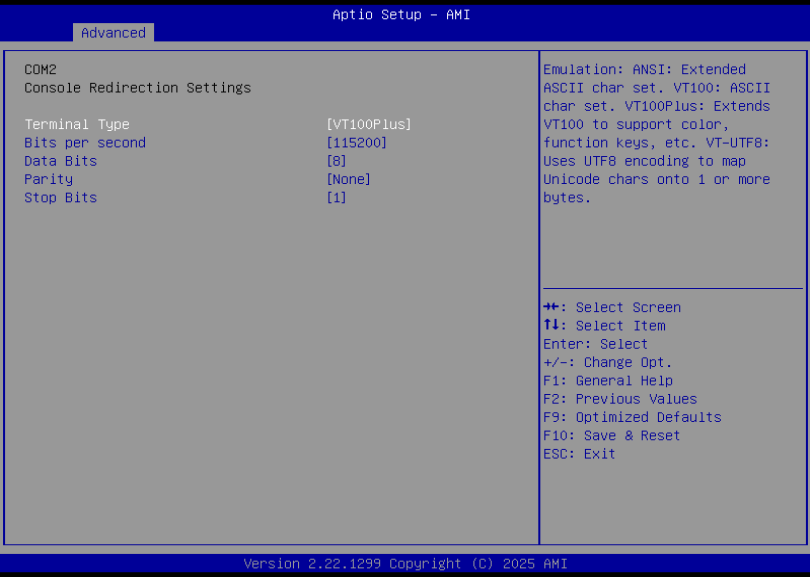 Aptio Setup - AMI
Advanced
COM2
Console Redirection Settings
Terminal Type [VT100Plus]
Bits per second [115200]
Data Bits [8]
Parity [None]
Stop Bits [1]
Emulation: ANSI: Extended
ASCII char set. VT100: ASCII
char set. VT100Plus: Extends
VT100 to support color,
function keys, etc. VT-UTF8:
Uses UTF8 encoding to map
Unicode chars onto 1 or more
bytes.
→←: Select Screen
↑↓: Select Item
Enter: Select
+/-: Change Opt.
F1: General Help
F2: Previous Values
F9: Optimized Defaults
F10: Save & Reset
ESC: Exit
Version 2.22.1299 Copyright (C) 2025 AMI